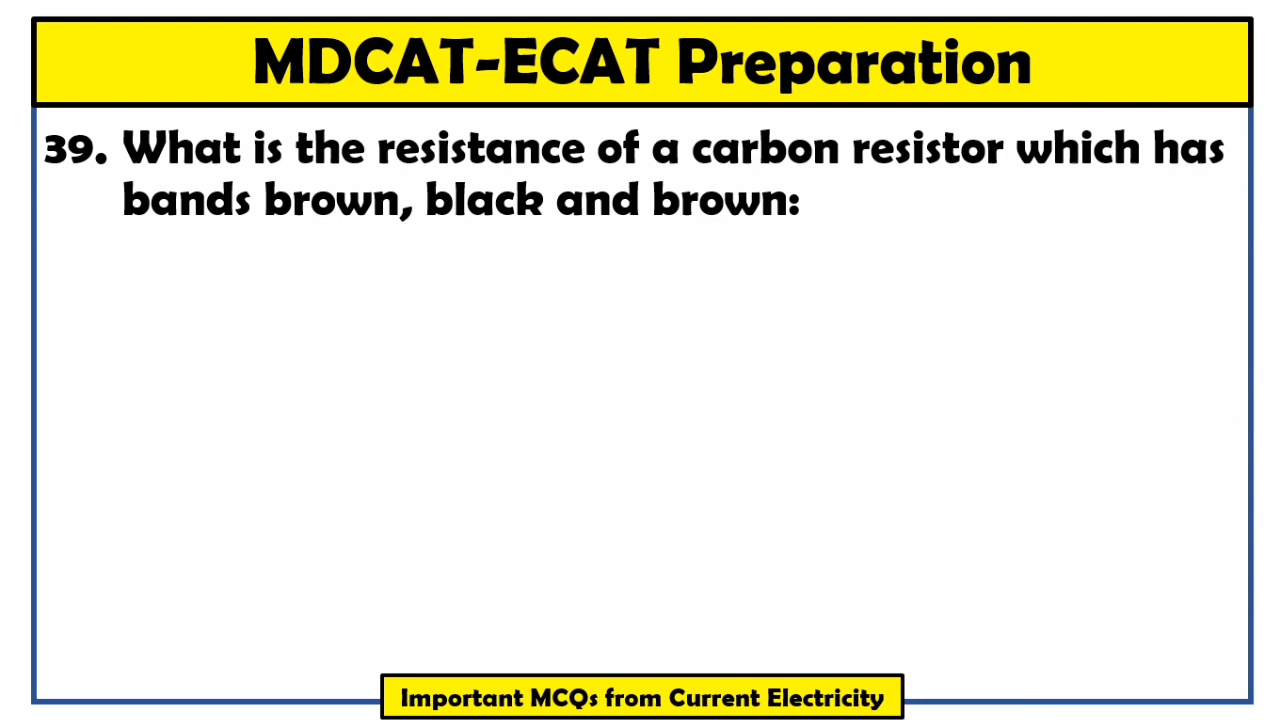 MDCAT-ECAT Preparation
39. What is the resistance of a carbon resistor which has
bands brown, black and brown:
Important MCQs from Current Electricity